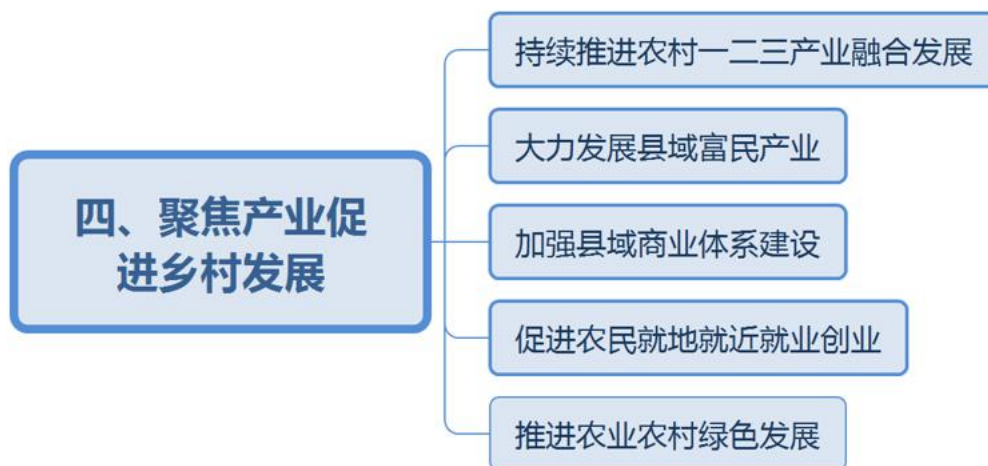 四、聚焦产业促
进乡村发展
持续推进农村一二三产业融合发展
大力发展县域富民产业
加强县域商业体系建设
促进农民就地就近就业创业
推进农业农村绿色发展